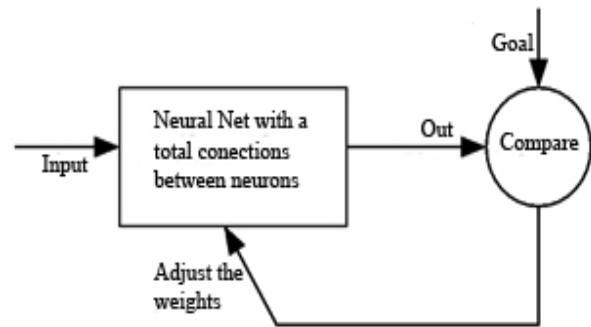 Goal
Neural Net with a
total conections
between neurons
Input
Out
Compare
Adjust the
weights